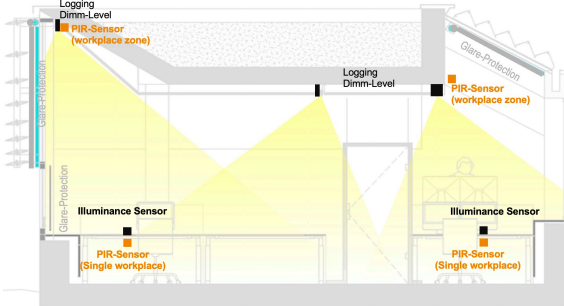 Logging
Dimm-Level
PIR-Sensor
(workplace zone)
Glare-Protection
Glare-Protection
Logging
Dimm-Level
Glare-Protection
PIR-Sensor
(workplace zone)
Illuminance Sensor
PIR-Sensor
(Single workplace)
Illuminance Sensor
PIR-Sensor
(Single workplace)